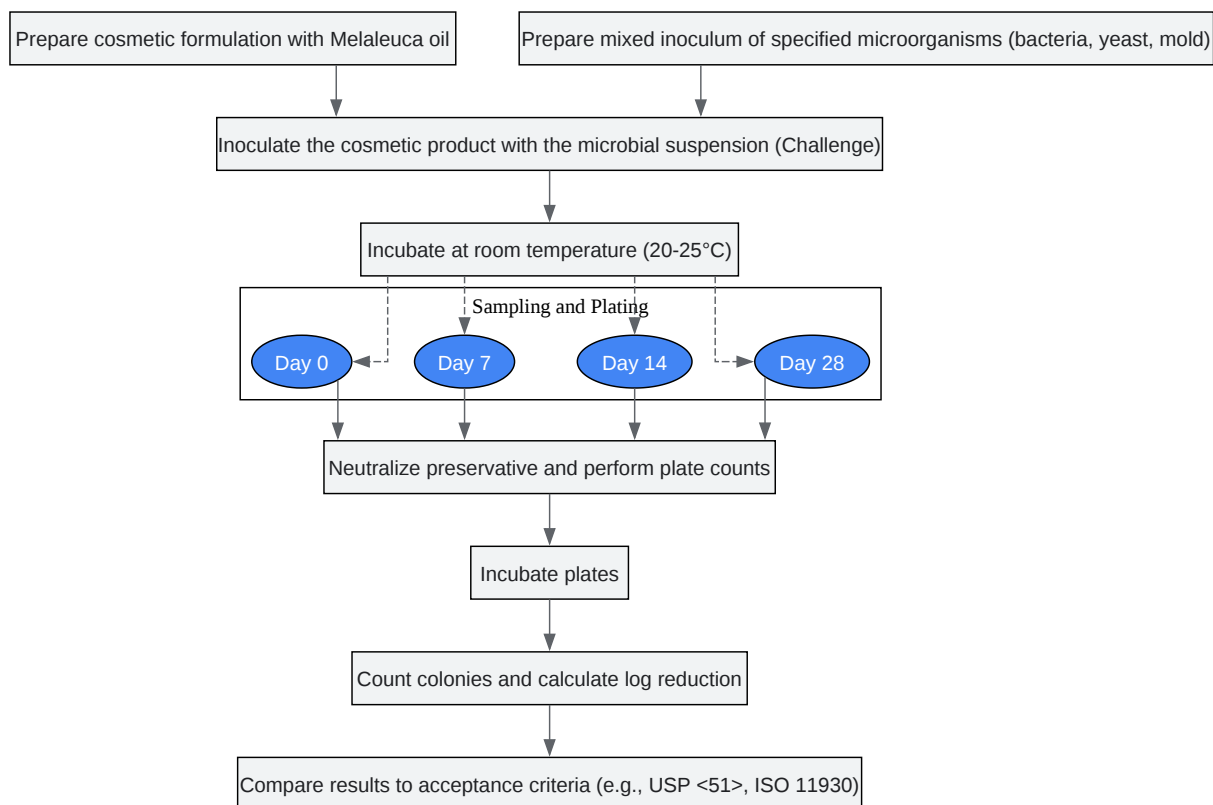 Prepare cosmetic formulation with Melaleuca oil
Prepare mixed inoculum of specified microorganisms (bacteria, yeast, mold)
Inoculate the cosmetic product with the microbial suspension (Challenge)
Incubate at room temperature (20-25°C)
Sampling and Plating
Day 0
Day 7
Day 14
Day 28
Neutralize preservative and perform plate counts
Incubate plates
Count colonies and calculate log reduction
Compare results to acceptance criteria (e.g., USP <51>, ISO 11930)